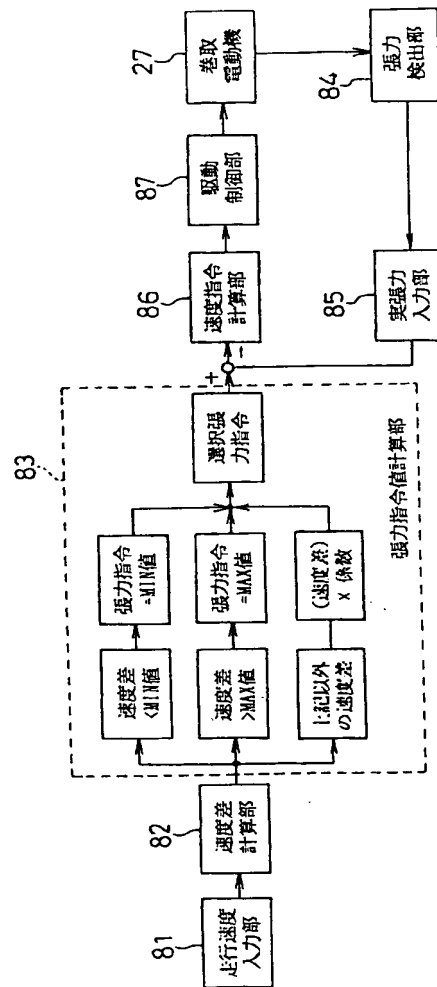 81
走行速度
入力部
82
速度差
計算部
83
速度差
<MIN値
張力指令
=MIN値
速度差
>MAX値
張力指令
=MAX値
上記以外
の速度差
(速度差)
× 係数
選択張
力指令
張力指令値計算部
+
−
86
速度指令
計算部
87
駆動
制御部
27
巻取
電動機
張力
検出部
84
実張力
入力部
85